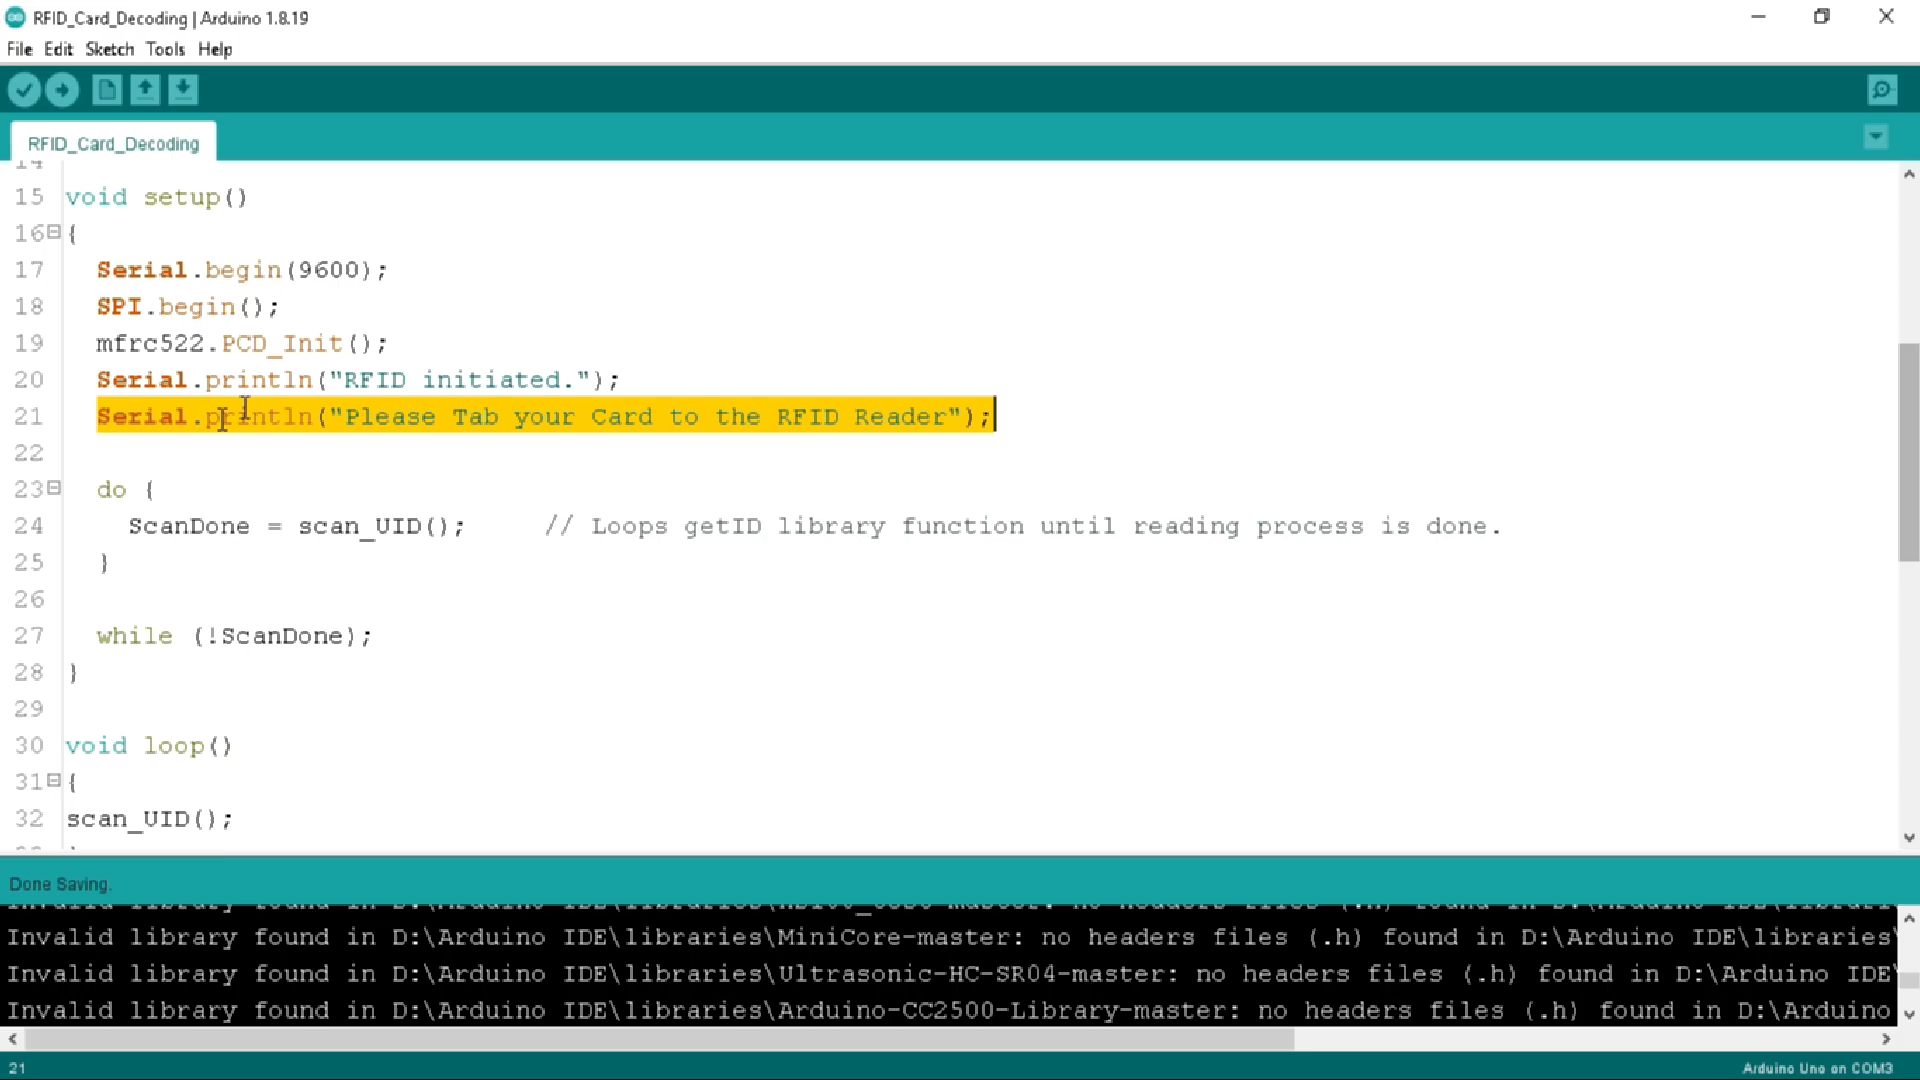 RFID_Card_Decoding | Arduino 1.8.19
File Edit Sketch Tools Help
RFID_Card_Decoding
14
15 void setup()
16 {
17 Serial.begin(9600);
18 SPI.begin();
19 mfrc522.PCD_Init();
20 Serial.println("RFID initiated.");
21 Serial.println("Please Tab your Card to the RFID Reader");
22
23 do {
24 ScanDone = scan_UID(); // Loops getID library function until reading process is done.
25 }
26
27 while (!ScanDone);
28 }
29
30 void loop()
31 {
32 scan_UID();
Done Saving.
Invalid library found in D:\Arduino IDE\libraries\MiniCore-master: no headers files (.h) found in D:\Arduino IDE\libraries\
Invalid library found in D:\Arduino IDE\libraries\Ultrasonic-HC-SR04-master: no headers files (.h) found in D:\Arduino IDE\
Invalid library found in D:\Arduino IDE\libraries\Arduino-CC2500-Library-master: no headers files (.h) found in D:\Arduino
21
Arduino Uno on COM3